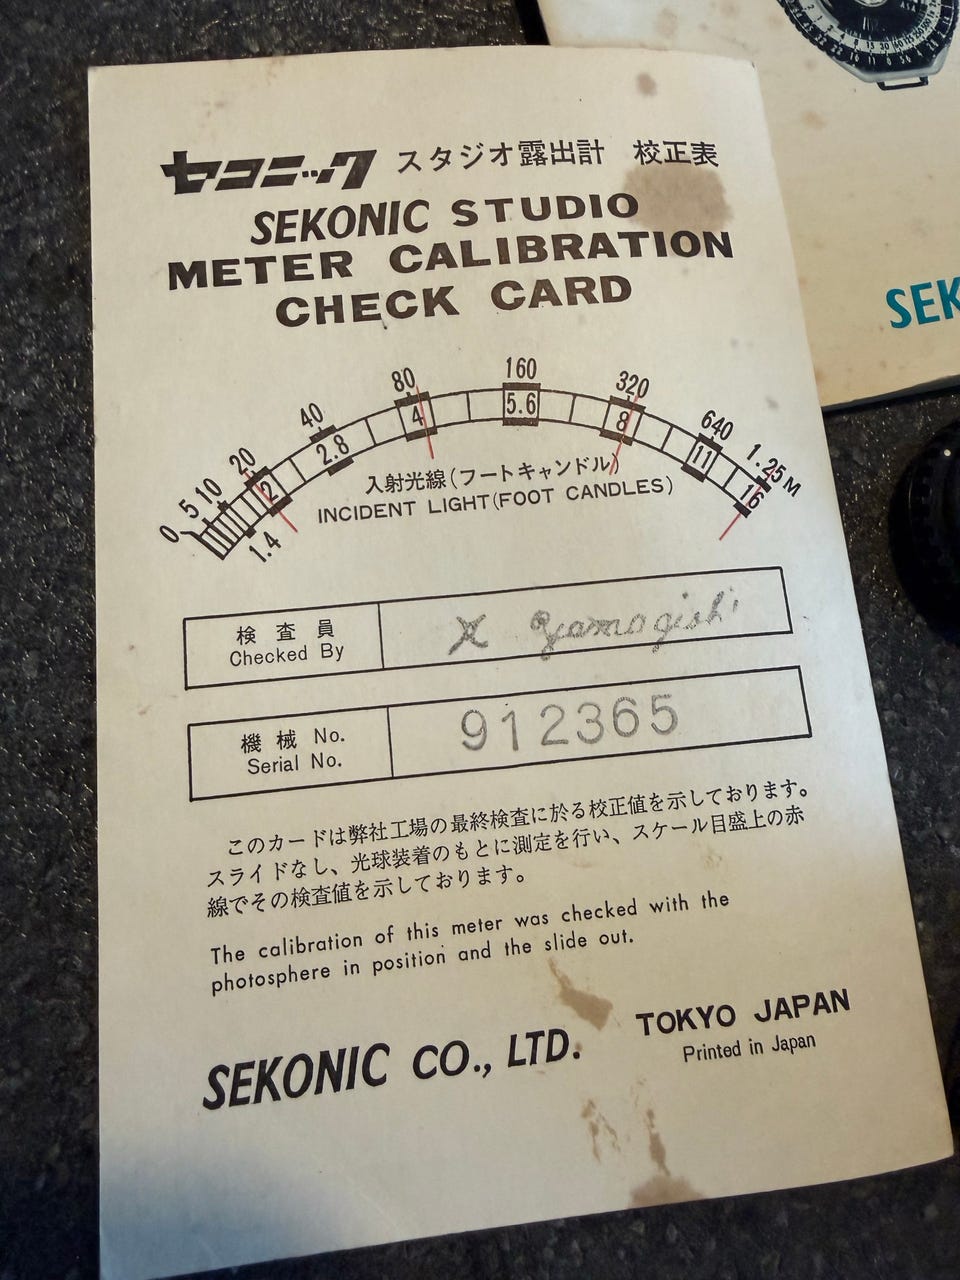 セコニック スタジオ露出計 校正表
SEKONIC STUDIO
METER CALIBRATION
CHECK CARD
0 5 10 20 40 80 160 320 640 1.25M
1.4 2 2.8 4 5.6 8 11 16
入射光線(フートキャンドル)
INCIDENT LIGHT(FOOT CANDLES)
検査員
Checked By
Yamagishi
機械 No.
Serial No.
912365
このカードは弊社工場の最終検査に於る校正値を示しております。
スライドなし、光球装着のもとに測定を行い、スケール目盛上の赤
線でその検査値を示しております。
The calibration of this meter was checked with the
photosphere in position and the slide out.
SEKONIC CO., LTD.
TOKYO JAPAN
Printed in Japan
SEK